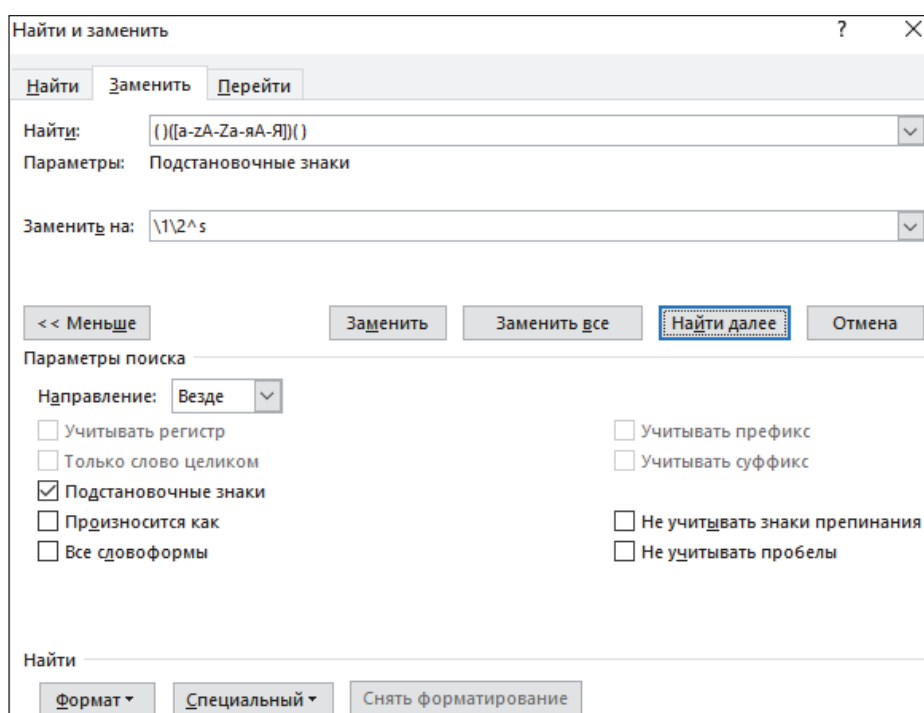 Найти и заменить ? ×
Найти Заменить Перейти
Найти: ( )([a-zA-Zа-яА-Я])( )
Параметры: Подстановочные знаки
Заменить на: \1\2^s
<< Меньше Заменить Заменить все Найти далее Отмена
Параметры поиска
Направление: Везде
Учитывать регистр Учитывать префикс
Только слово целиком Учитывать суффикс
Подстановочные знаки
Произносится как Не учитывать знаки препинания
Все словоформы Не учитывать пробелы
Найти
Формат Специальный Снять форматирование